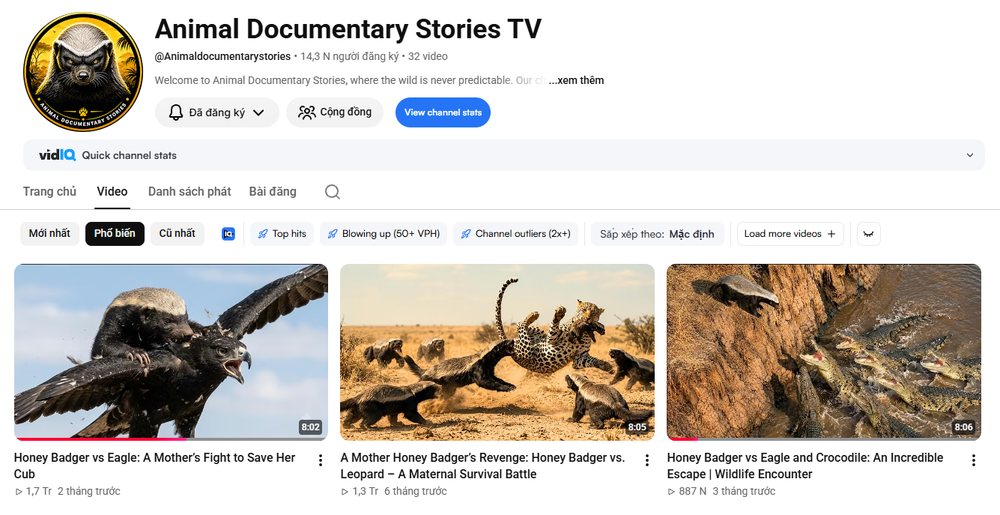 Animal Documentary Stories TV
@Animaldocumentarystories • 14,3 N người đăng ký • 32 video
Welcome to Animal Documentary Stories, where the wild is never predictable. Our ...xem thêm
Đã đăng ký
Cộng đồng
View channel stats
ANIMAL DOCUMENTARY STORIES
vidIQ Quick channel stats
Trang chủ Video Danh sách phát Bài đăng
Mới nhất Phổ biến Cũ nhất IQ Top hits Blowing up (50+ VPH) Channel outliers (2x+) Sắp xếp theo: Mặc định Load more videos +
8:02
8:05
8:06
Honey Badger vs Eagle: A Mother's Fight to Save Her
Cub
1,7 Tr 2 tháng trước
A Mother Honey Badger's Revenge: Honey Badger vs.
Leopard – A Maternal Survival Battle
1,3 Tr 6 tháng trước
Honey Badger vs Eagle and Crocodile: An Incredible
Escape | Wildlife Encounter
887 N 3 tháng trước